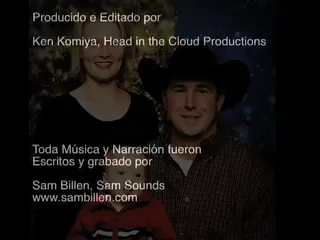 Producido e Editado por
Ken Komiya, Head in the Cloud Productions
Toda Música y Narración fueron
Escritos y grabado por
Sam Billen, Sam Sounds
www.sambillen.com